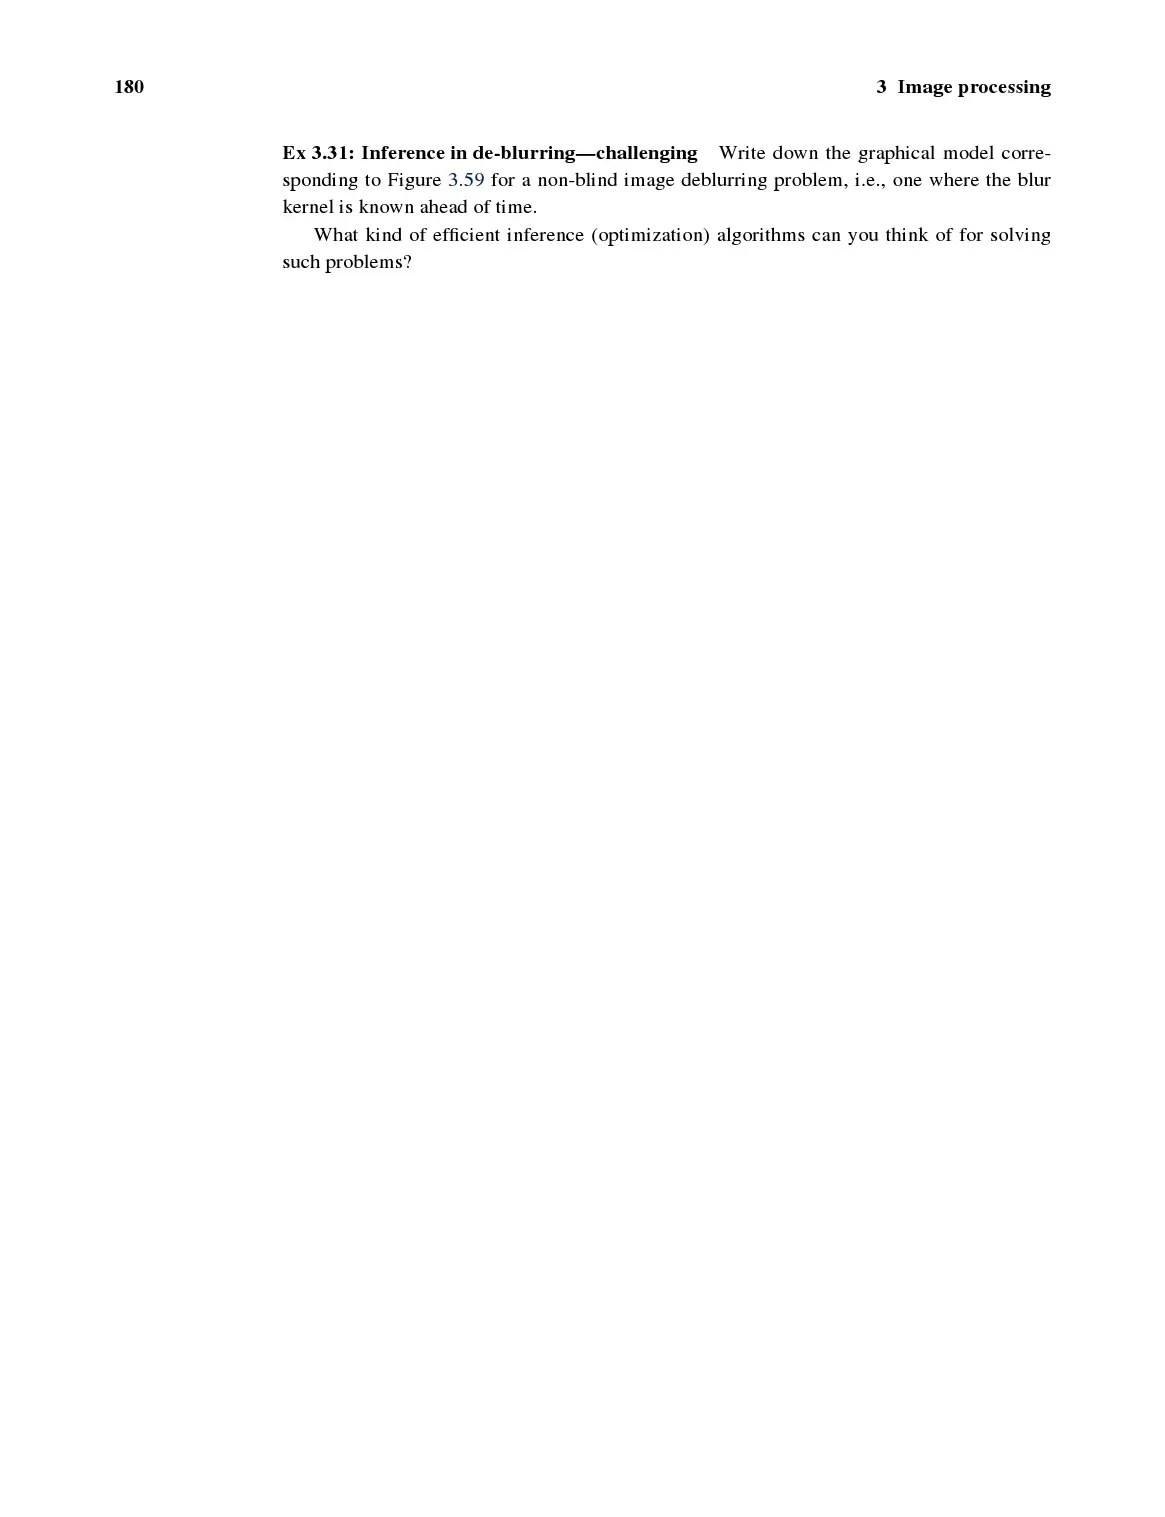 180
3 Image processing
Ex 3.31: Inference in de-blurring—challenging Write down the graphical model corre-
sponding to Figure 3.59 for a non-blind image deblurring problem, i.e., one where the blur
kernel is known ahead of time.
What kind of efficient inference (optimization) algorithms can you think of for solving
such problems?